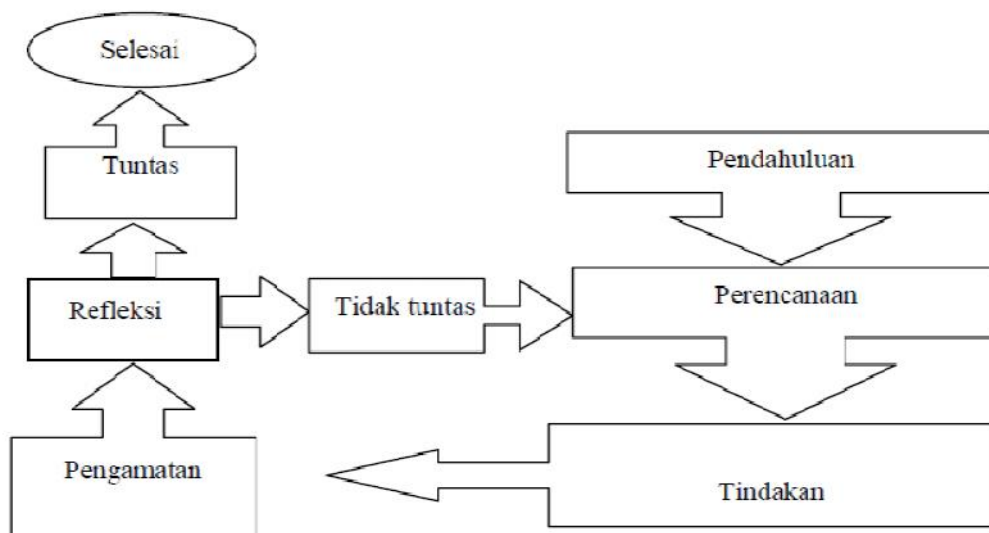 Selesai
Tuntas
Pendahuluan
Refleksi
Tidak tuntas
Perencanaan
Pengamatan
Tindakan